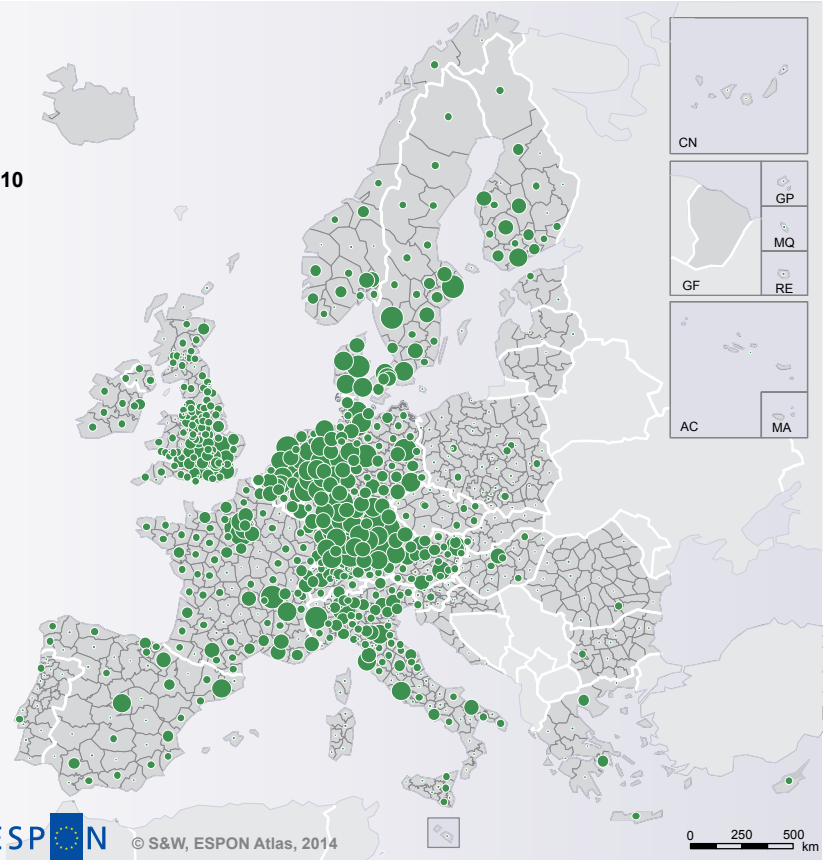 10
CN
GP
MQ
GF
RE
AC
MA
ESPON
© S&W, ESPON Atlas, 2014
0 250 500
km